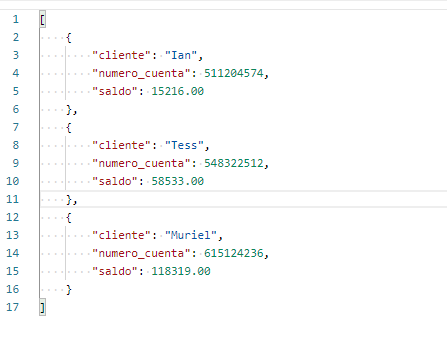 1 [
2     {
3         "cliente": "Ian",
4         "numero_cuenta": 511204574,
5         "saldo": 15216.00
6     },
7     {
8         "cliente": "Tess",
9         "numero_cuenta": 548322512,
10         "saldo": 58533.00
11     },
12     {
13         "cliente": "Muriel",
14         "numero_cuenta": 615124236,
15         "saldo": 118319.00
16     }
17 ]